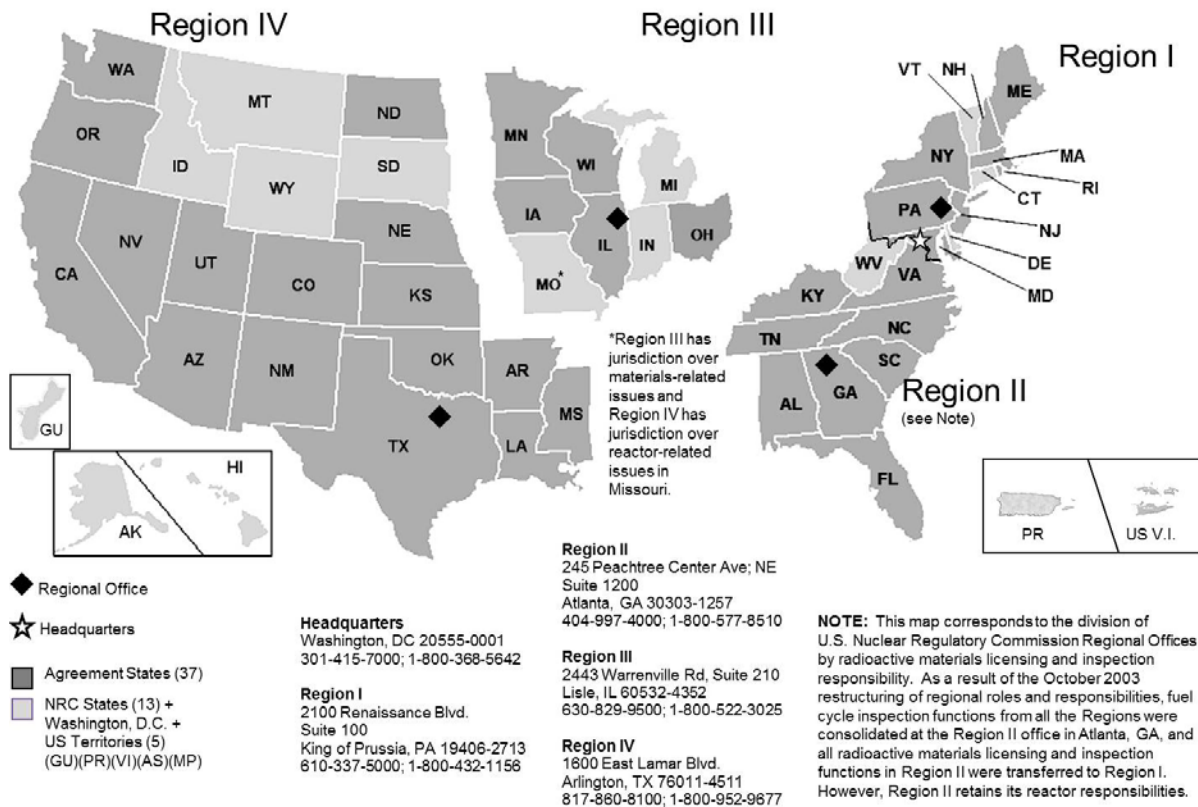 Region IV
Region III
Region I
WA
MT
ND
OR
ID
SD
WY
NV
NE
CA
UT
CO
KS
AZ
NM
OK
AR
TX
LA
MS
GU
HI
AK
MN
WI
MI
IA
IL
IN
OH
MO*
*Region III has
jurisdiction over
materials-related
issues and
Region IV has
jurisdiction over
reactor-related
issues in
Missouri.
VT
NH
ME
NY
MA
RI
CT
PA
NJ
DE
MD
WV
VA
KY
NC
TN
SC
AL
GA
FL
Region II
(see Note)
PR
US V.I.
Regional Office
Headquarters
Agreement States (37)
NRC States (13) +
Washington, D.C. +
US Territories (5)
(GU)(PR)(VI)(AS)(MP)
Headquarters
Washington, DC 20555-0001
301-415-7000; 1-800-368-5642
Region I
2100 Renaissance Blvd.
Suite 100
King of Prussia, PA 19406-2713
610-337-5000; 1-800-432-1156
Region II
245 Peachtree Center Ave; NE
Suite 1200
Atlanta, GA 30303-1257
404-997-4000; 1-800-577-8510
Region III
2443 Warrenville Rd, Suite 210
Lisle, IL 60532-4352
630-829-9500; 1-800-522-3025
Region IV
1600 East Lamar Blvd.
Arlington, TX 76011-4511
817-860-8100; 1-800-952-9677
NOTE: This map corresponds to the division of
U.S. Nuclear Regulatory Commission Regional Offices
by radioactive materials licensing and inspection
responsibility. As a result of the October 2003
restructuring of regional roles and responsibilities, fuel
cycle inspection functions from all the Regions were
consolidated at the Region II office in Atlanta, GA, and
all radioactive materials licensing and inspection
functions in Region II were transferred to Region I.
However, Region II retains its reactor responsibilities.